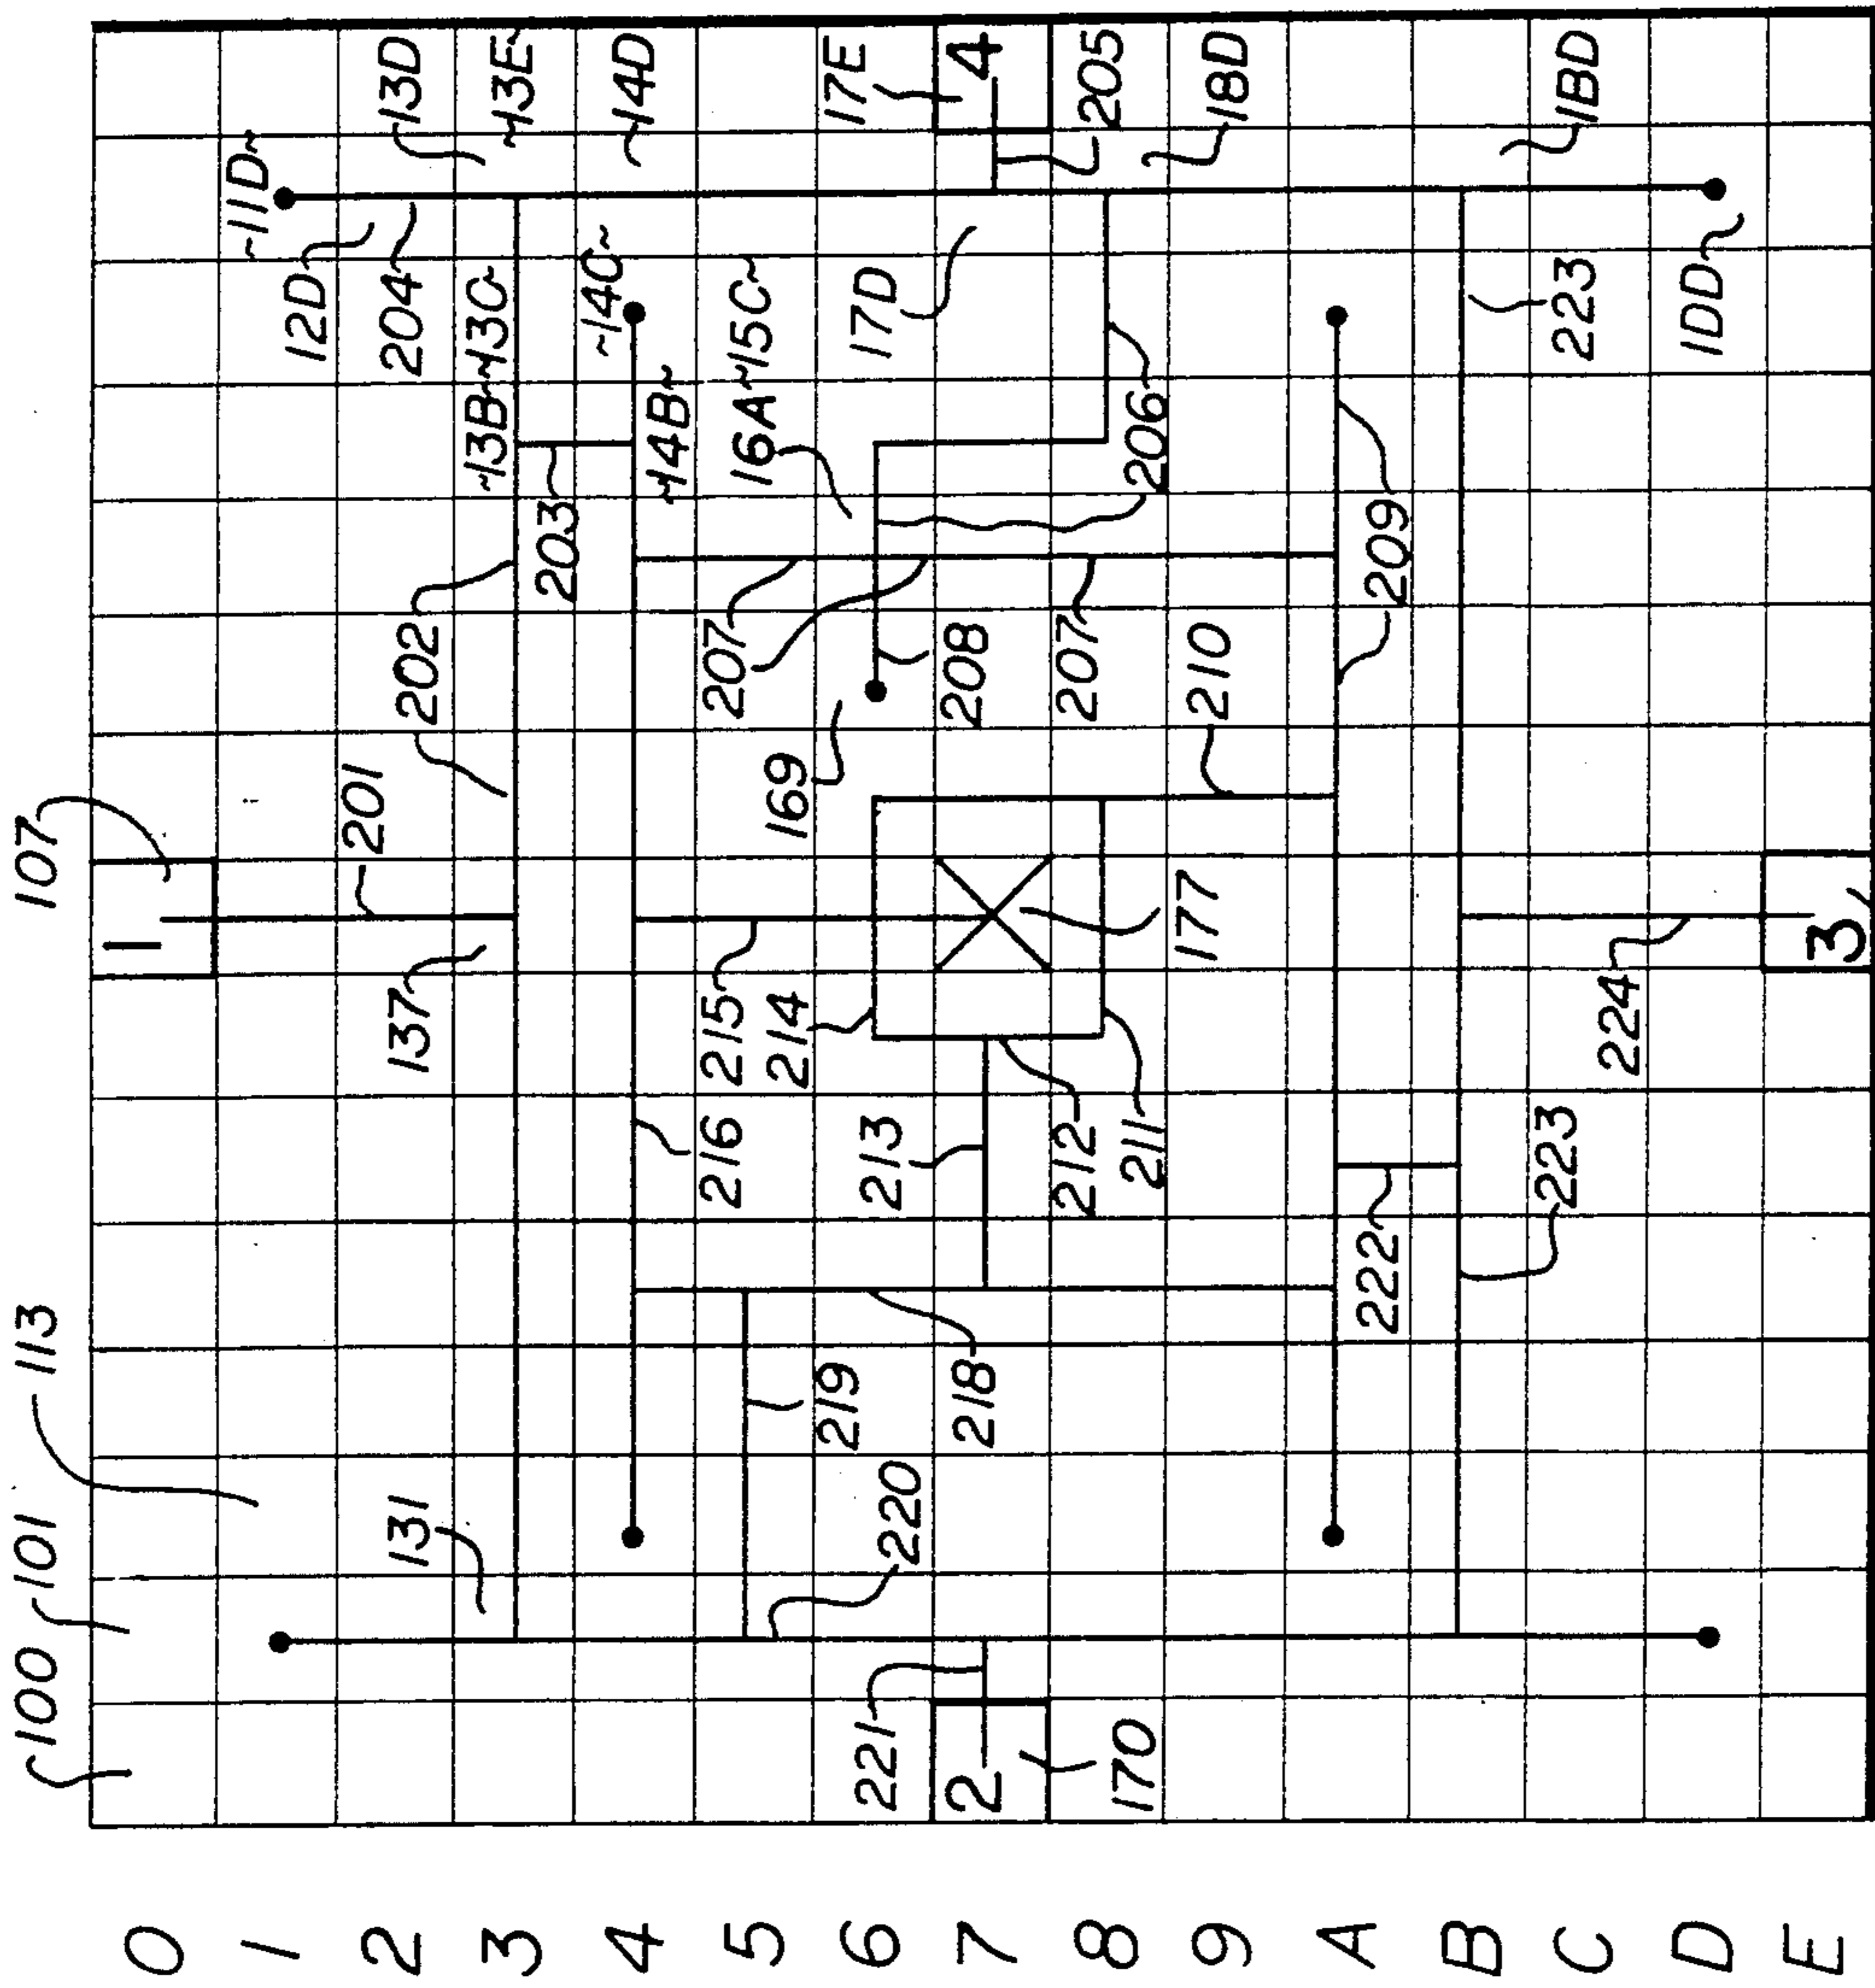 100 101 113 107
0 1
1 ~11D~
12D
201
2 131 137 202 204 13D
3 ~13B~ ~13C~ ~13E~
203
~14C~
4 ~14D
~14B~
216 215 207
5 16A ~15C~
214 169
219 17E
6 221 220 213 17D
7 2 218 208 4
8 212 207 205
170 211 206
9 177 210 18D
A 222 209
B
C 223 223 1BD
224
D 1DD
E 3